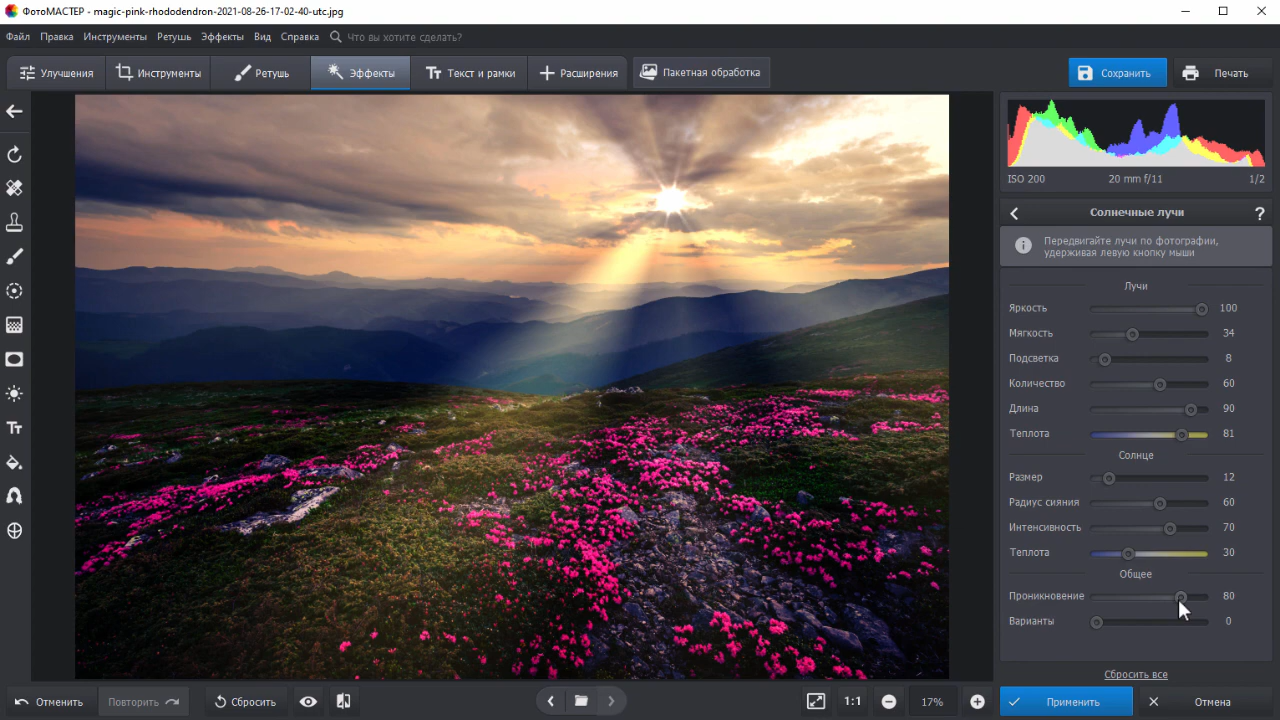 ФотоМАСТЕР - magic-pink-rhododendron-2021-08-26-17-02-40-utc.jpg
Файл Правка Инструменты Ретушь Эффекты Вид Справка Что вы хотите сделать?
Улучшения Инструменты Ретушь Эффекты Текст и рамки Расширения Пакетная обработка Сохранить Печать
ISO 200 20 mm f/11 1/2
Солнечные лучи ?
Передвигайте лучи по фотографии,
удерживая левую кнопку мыши
Лучи
Яркость 100
Мягкость 34
Подсветка 8
Количество 60
Длина 90
Теплота 81
Солнце
Размер 12
Радиус сияния 60
Интенсивность 70
Теплота 30
Общее
Проникновение 80
Варианты 0
Сбросить все
Отменить Повторить Сбросить 1:1 17% Применить Отмена